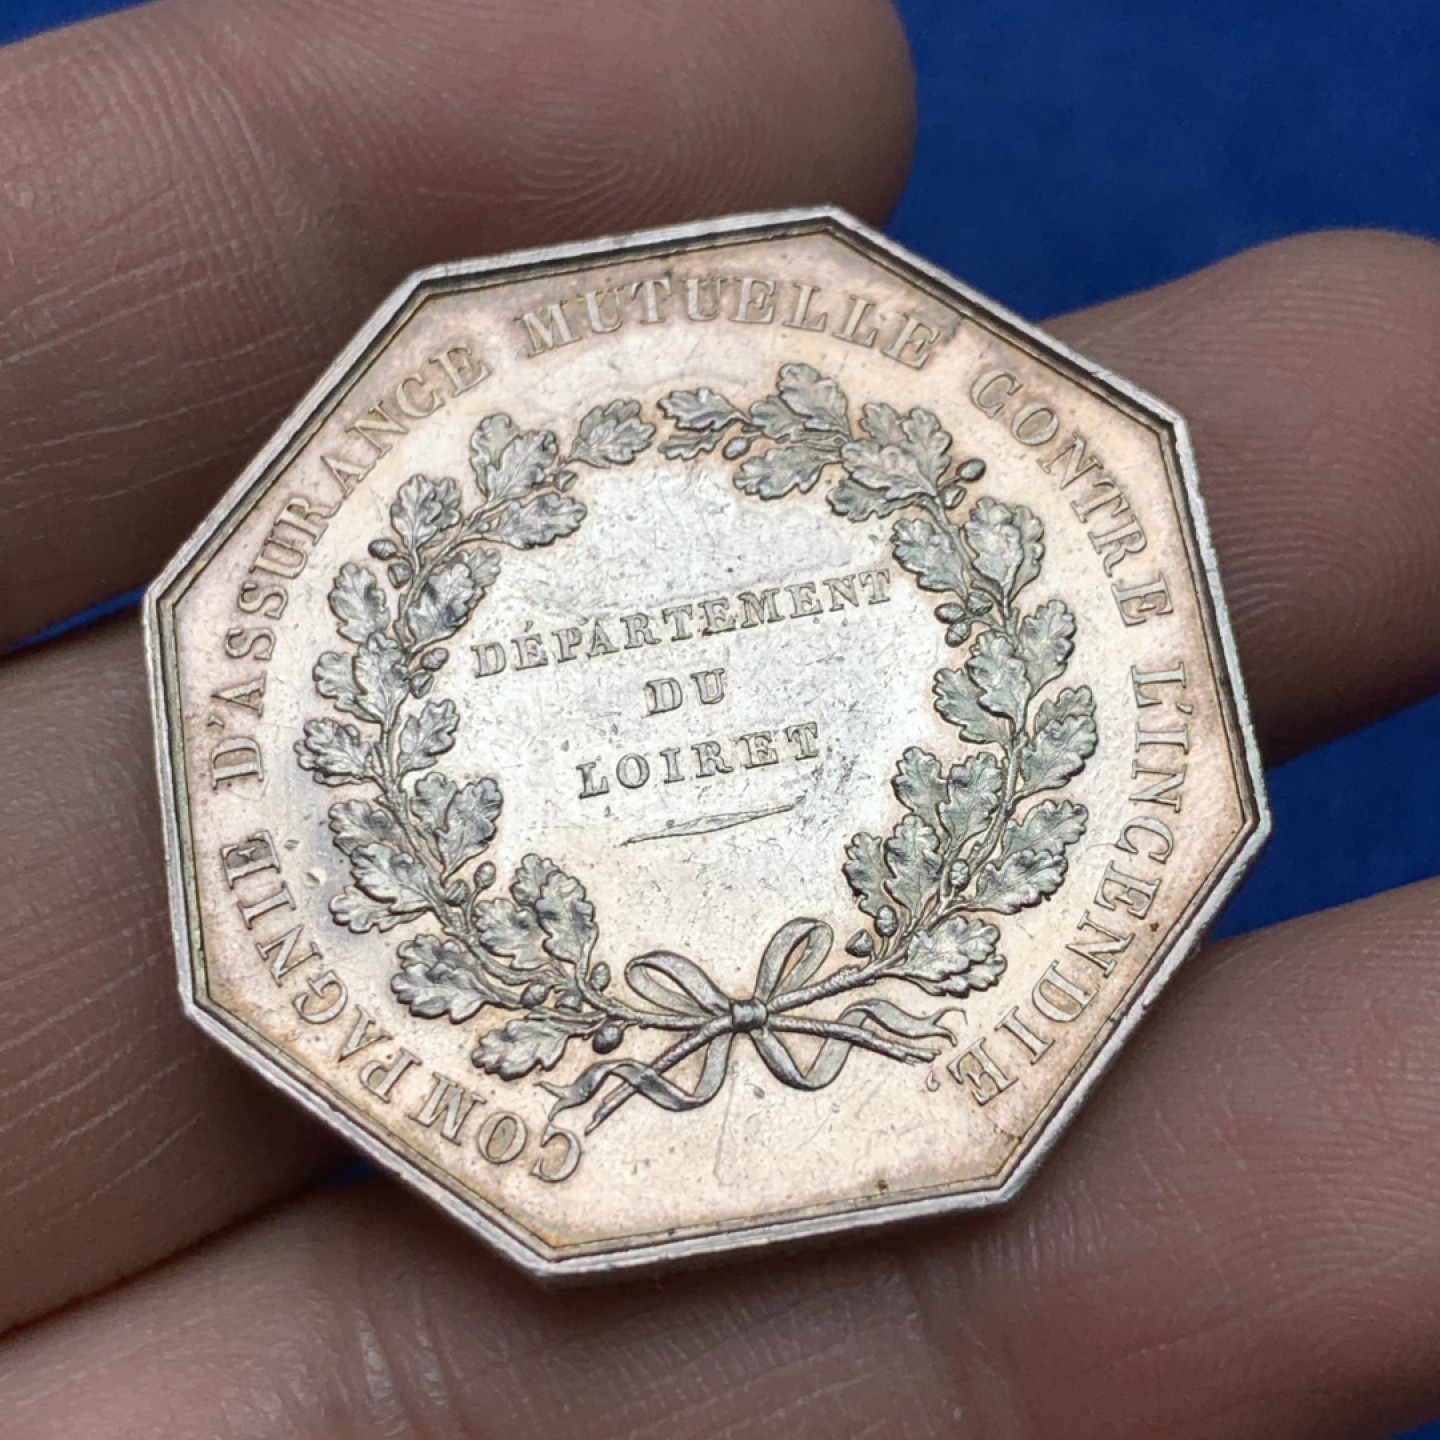 COMPAGNIE D'ASSURANCE MUTUELLE CONTRE L'INCENDIE,
DÉPARTEMENT
DU
LOIRET